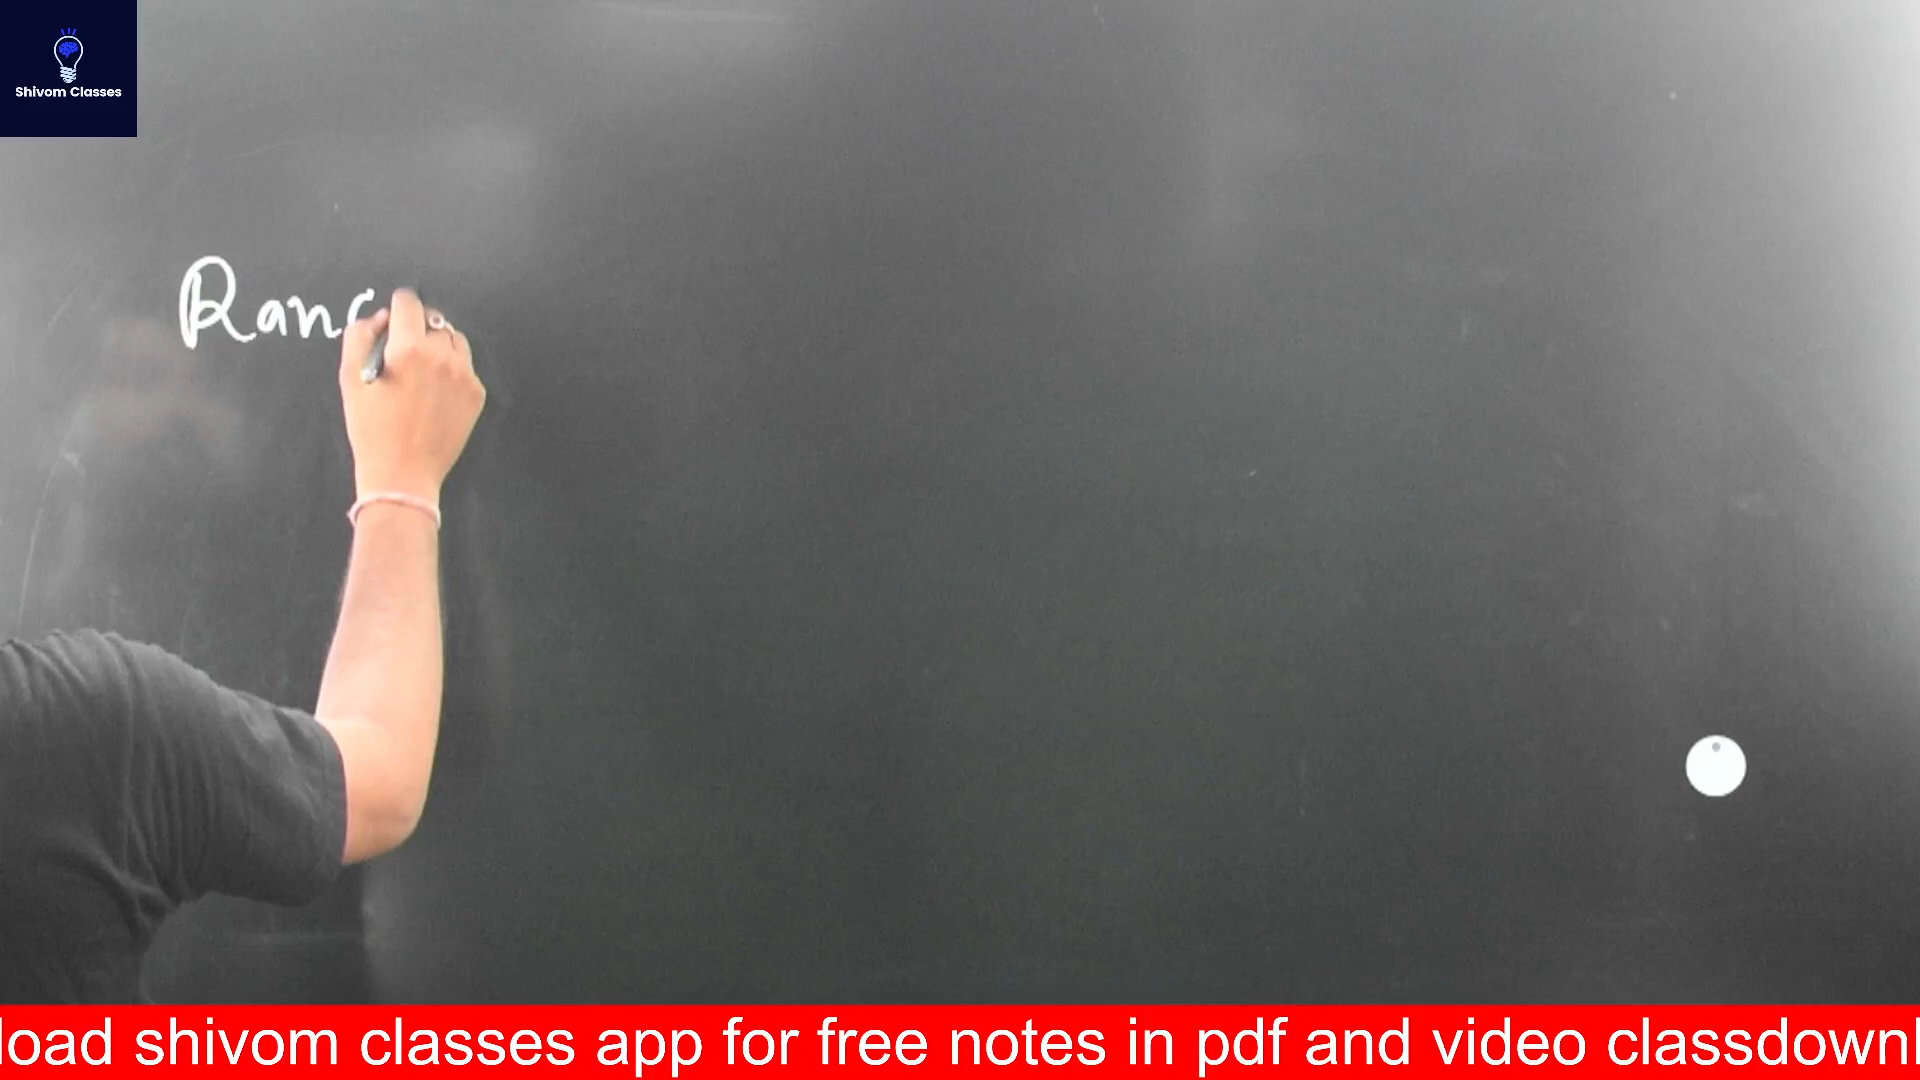 Shivom Classes
Ran
load shivom classes app for free notes in pdf and video classdownl